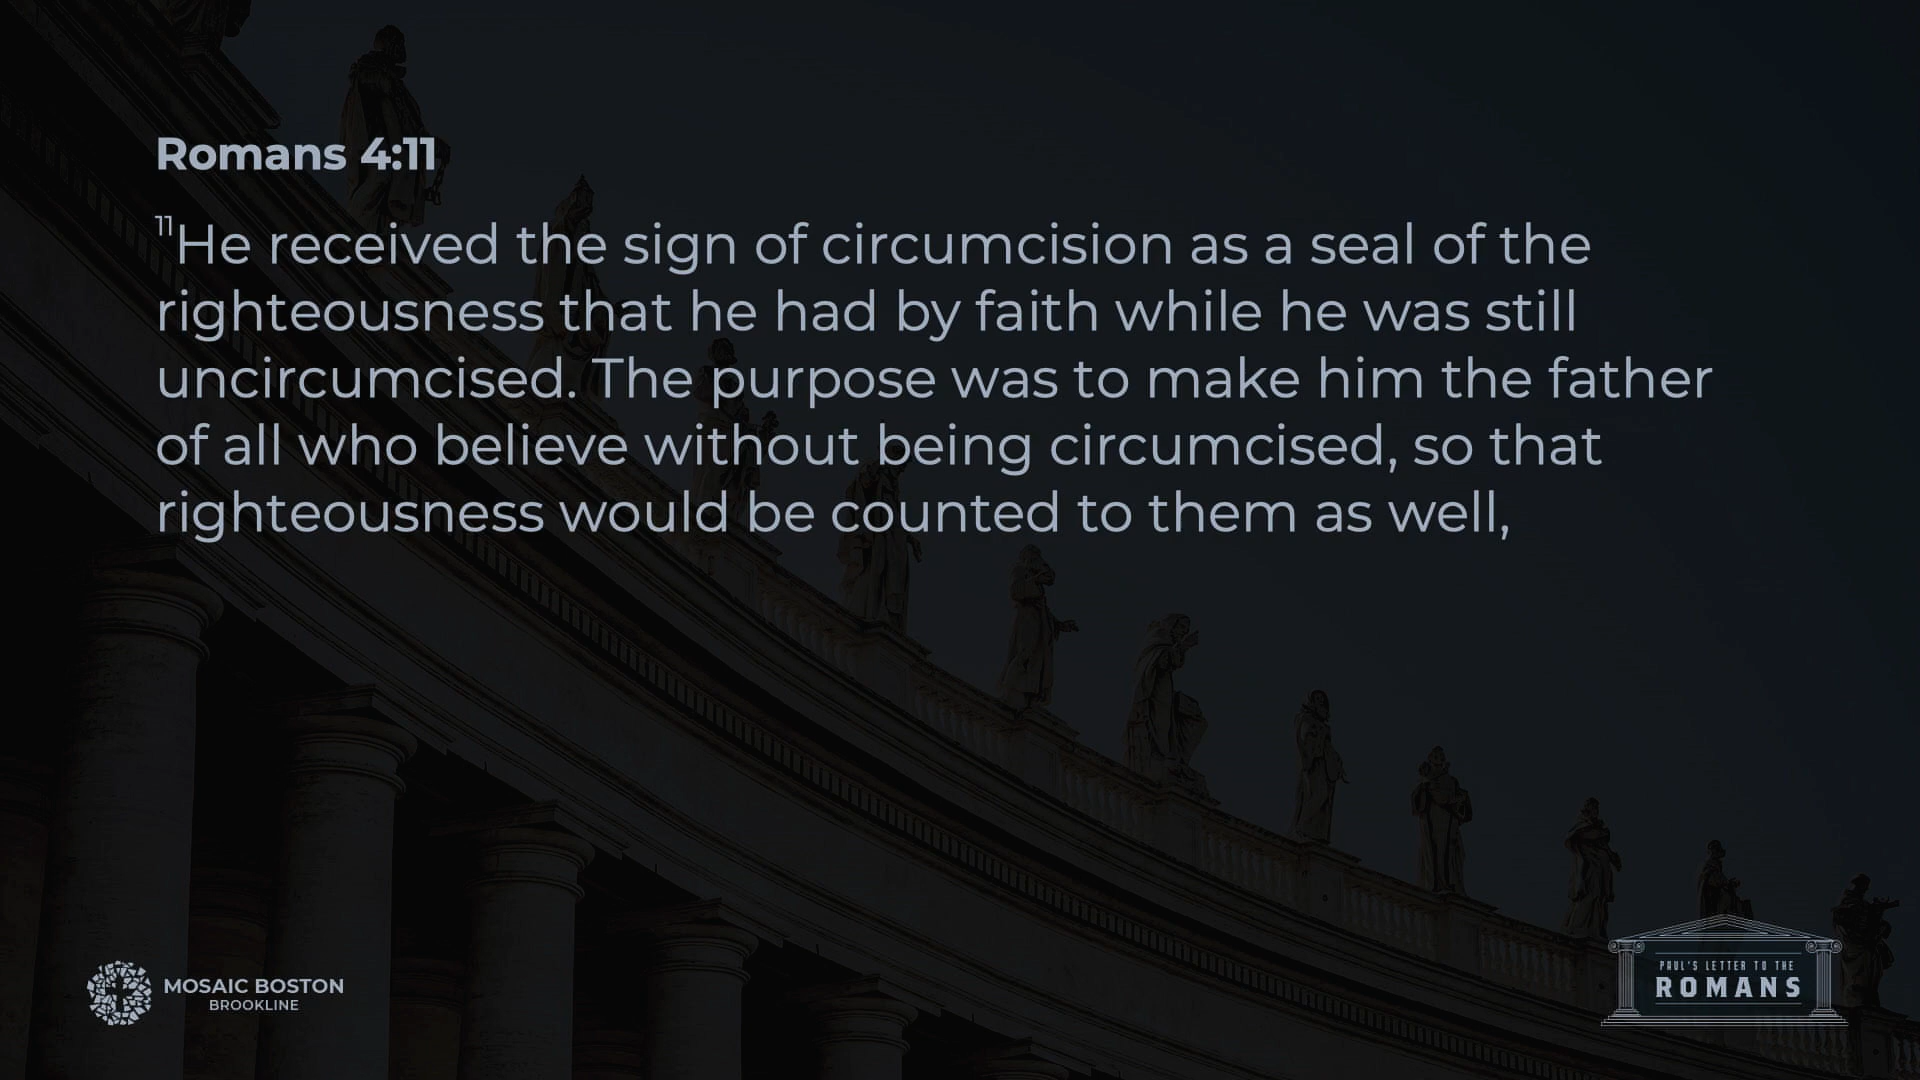 Romans 4:11
11He received the sign of circumcision as a seal of the
righteousness that he had by faith while he was still
uncircumcised. The purpose was to make him the father
of all who believe without being circumcised, so that
righteousness would be counted to them as well,
MOSAIC BOSTON
BROOKLINE
PAUL'S LETTER TO THE
ROMANS